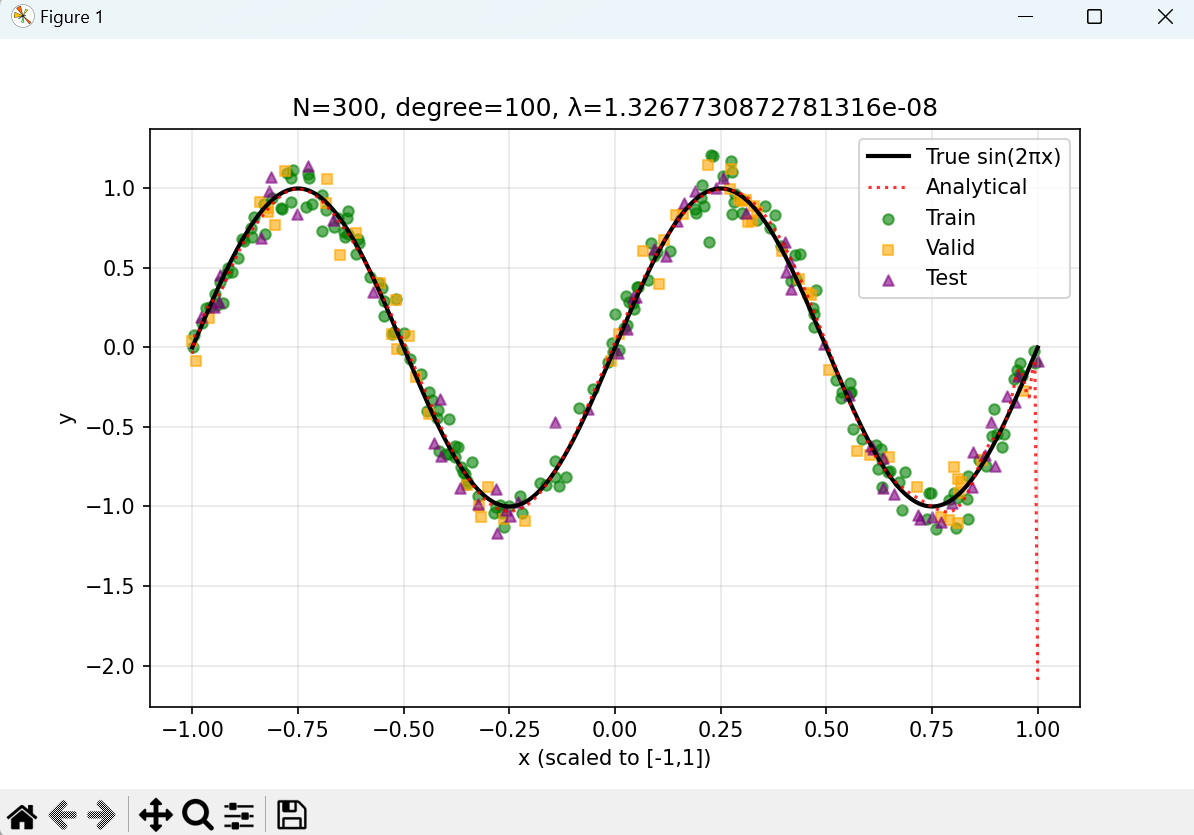 Figure 1
N=300, degree=100, λ=1.3267730872781316e-08
True sin(2πx)
Analytical
Train
Valid
Test
1.0
0.5
0.0
−0.5
−1.0
−1.5
−2.0
y
−1.00 −0.75 −0.50 −0.25 0.00 0.25 0.50 0.75 1.00
x (scaled to [-1,1])